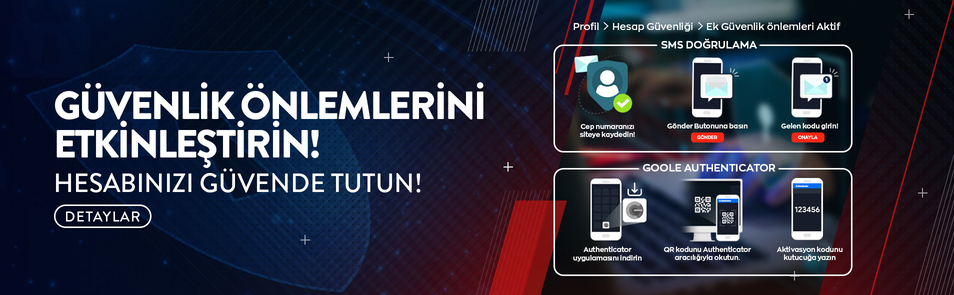 GÜVENLİK ÖNLEMLERİNİ
ETKİNLEŞTİRİN!
HESABINIZI GÜVENDE TUTUN!
DETAYLAR
Profil > Hesap Güvenliği > Ek Güvenlik önlemleri Aktif
SMS DOĞRULAMA
Cep numaranızı
siteye kaydedin!
Gönder Butonuna basın
GÖNDER
Gelen kodu girin!
ONAYLA
GOOLE AUTHENTICATOR
Authenticator
uygulamasını indirin
QR kodunu Authenticator
aracılığıyla okutun.
123456
Aktivasyon kodunu
kutucuğa yazın